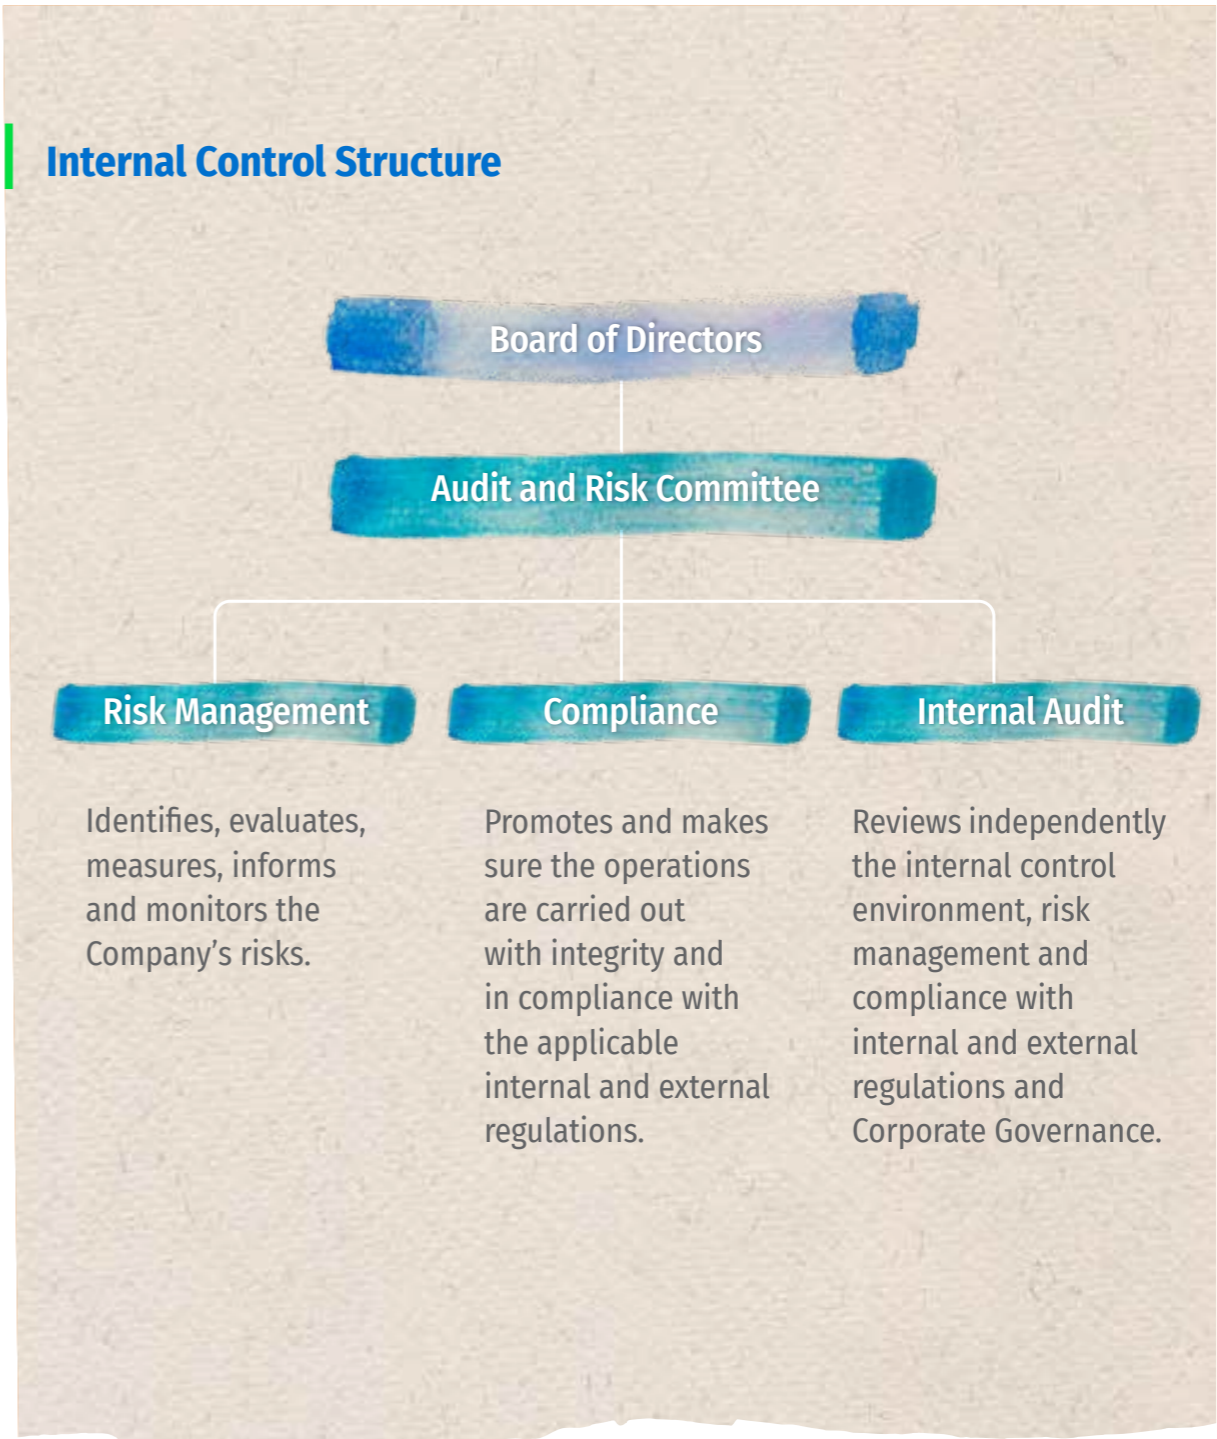 Internal Control Structure
Board of Directors
Audit and Risk Committee
Risk Management
Identifies, evaluates,
measures, informs
and monitors the
Company’s risks.
Compliance
Promotes and makes
sure the operations
are carried out
with integrity and
in compliance with
the applicable
internal and external
regulations.
Internal Audit
Reviews independently
the internal control
environment, risk
management and
compliance with
internal and external
regulations and
Corporate Governance.